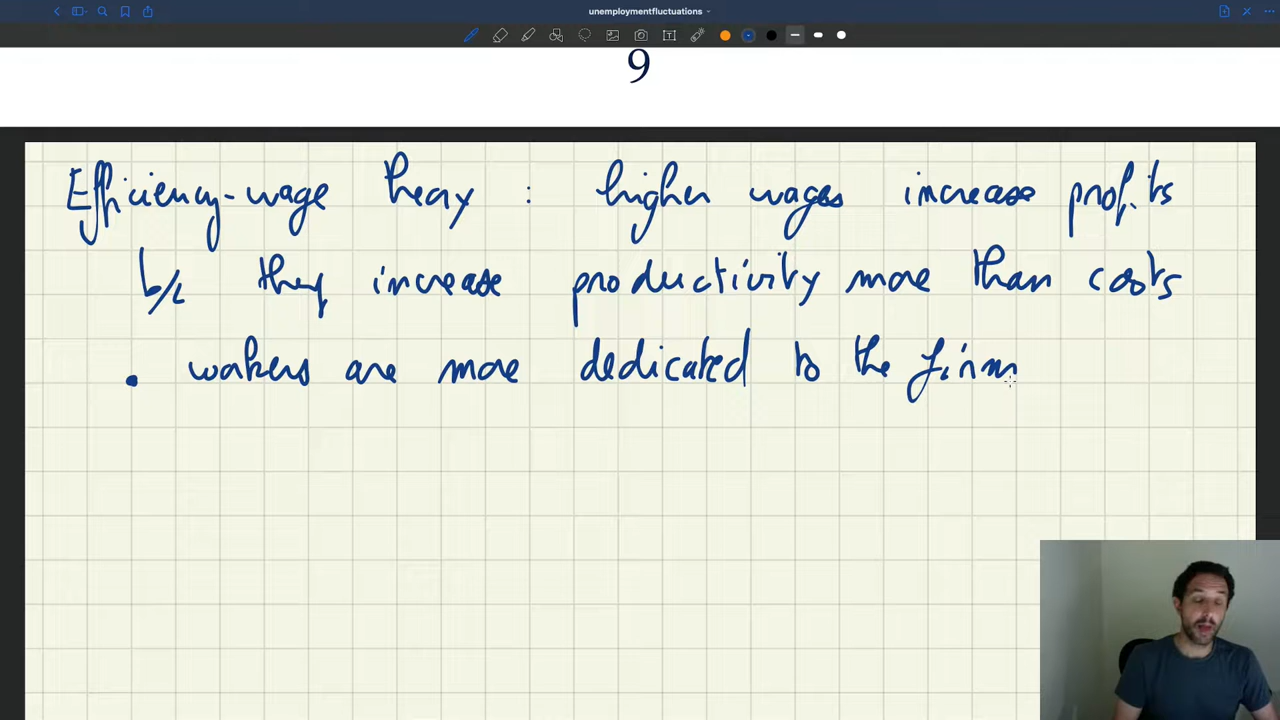 unemploymentfluctuations
9
Efficiency-wage theory : higher wages increase profits
b/c they increase productivity more than costs
• workers are more dedicated to the firm